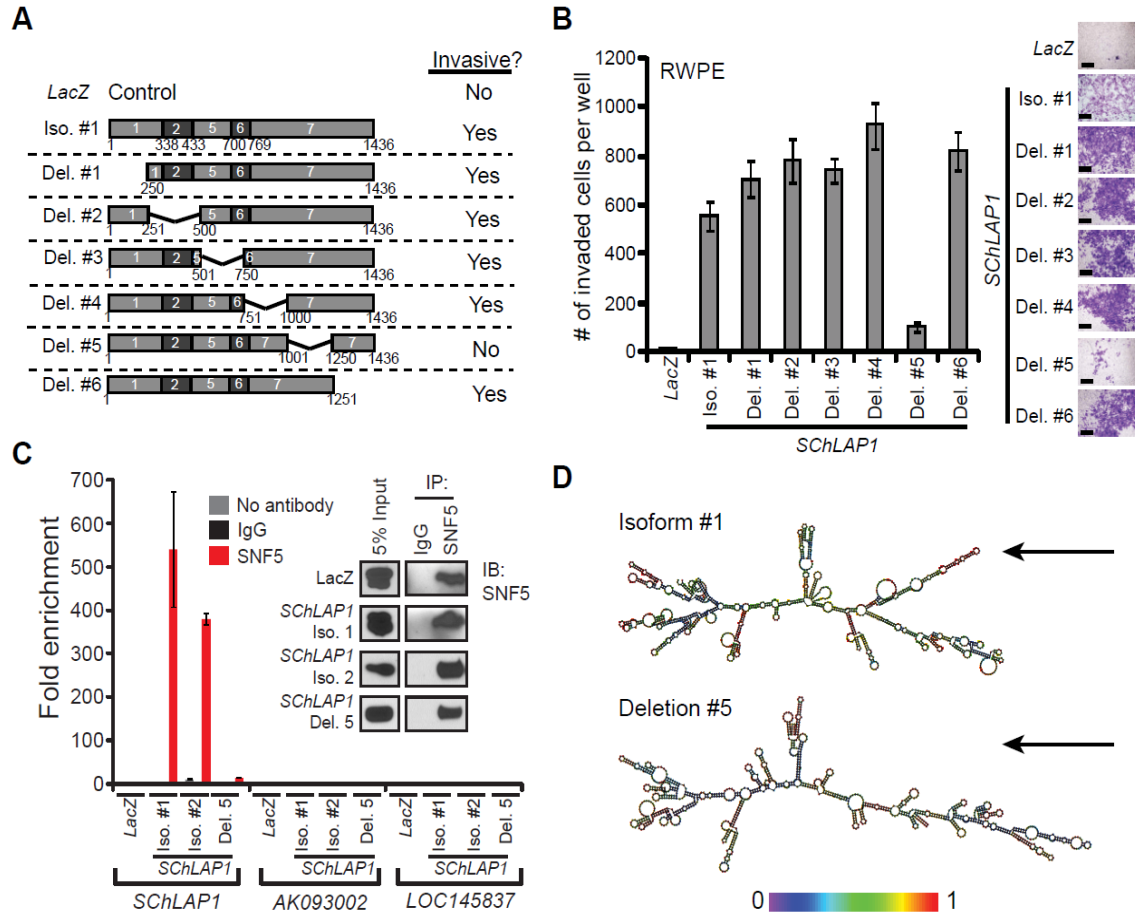 A
Invasive?
LacZ Control No
Iso. #1 1 2 5 6 7 Yes
1 338 433 700 769 1436
Del. #1 1 2 5 6 7 Yes
250 1436
Del. #2 1 5 6 7 Yes
1 251 500 1436
Del. #3 1 2 5 6 7 Yes
1 501 750 1436
Del. #4 1 2 5 6 7 Yes
1 751 1000 1436
Del. #5 1 2 5 6 7 7 No
1 1001 1250 1436
Del. #6 1 2 5 6 7 Yes
1 1251
B
RWPE
# of invaded cells per well
1200
1000
800
600
400
200
0
LacZ
Iso. #1
Del. #1
Del. #2
Del. #3
Del. #4
Del. #5
Del. #6
SChLAP1
LacZ
Iso. #1
Del. #1
Del. #2
Del. #3
Del. #4
Del. #5
Del. #6
SChLAP1
C
Fold enrichment
700
600
500
400
300
200
100
0
No antibody
IgG
SNF5
5% Input
IP:
IgG
SNF5
IB:
SNF5
LacZ
SChLAP1
Iso. 1
SChLAP1
Iso. 2
SChLAP1
Del. 5
LacZ
Iso. #1
Iso. #2
Del. 5
SChLAP1
LacZ
Iso. #1
Iso. #2
Del. 5
SChLAP1
LacZ
Iso. #1
Iso. #2
Del. 5
SChLAP1
SChLAP1
AK093002
LOC145837
D
Isoform #1
Deletion #5
0 1